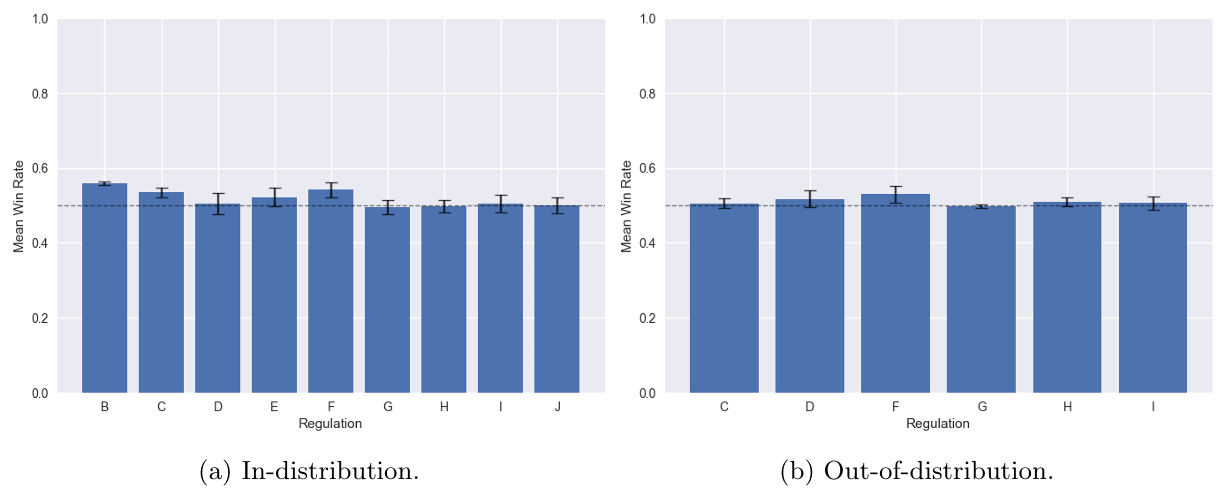 1.0
0.8
0.6
0.4
0.2
0.0
Mean Win Rate
B C D E F G H I J
Regulation
(a) In-distribution.
1.0
0.8
0.6
0.4
0.2
0.0
Mean Win Rate
C D F G H I
Regulation
(b) Out-of-distribution.